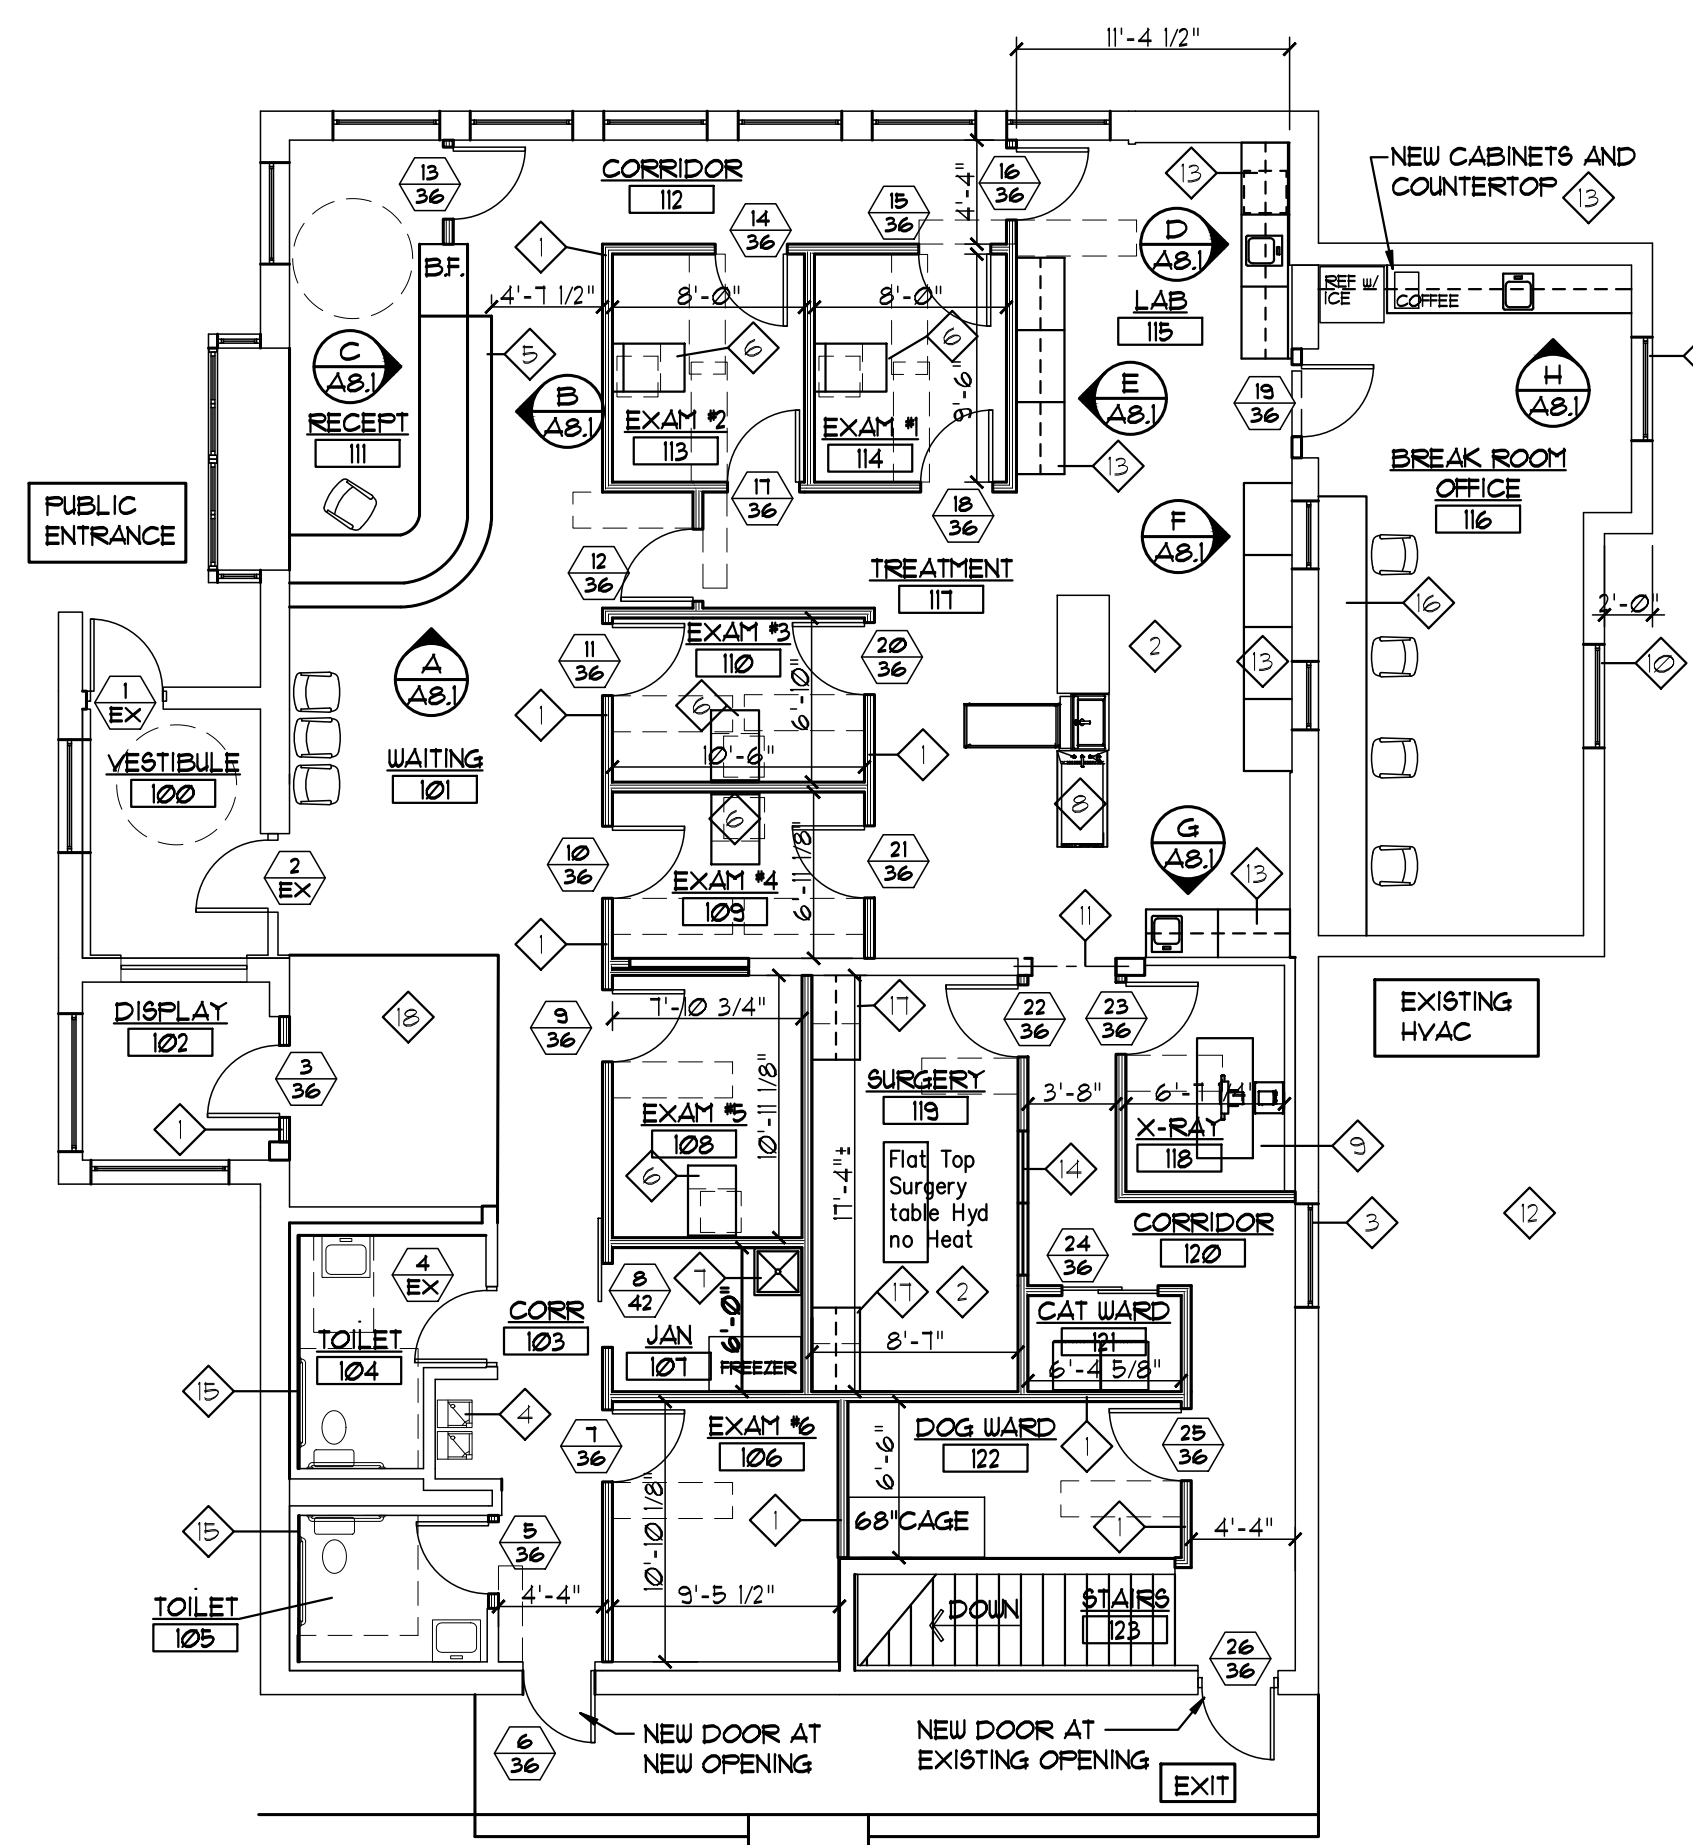 11'-4 1/2"
NEW CABINETS AND
COUNTERTOP
13
13
13
36
CORRIDOR
112
14
36
15
36
4'-4"
16
36
D
A8.1
1
B.F.
4'-7 1/2"
8'-0"
8'-0"
LAB
115
REF W/
ICE
COFFEE
C
A8.1
5
6
6
B
A8.1
9'-6"
E
A8.1
19
36
H
A8.1
RECEPT
111
EXAM #2
113
EXAM #1
114
13
BREAK ROOM
OFFICE
116
PUBLIC
ENTRANCE
17
36
18
36
F
A8.1
12
36
TREATMENT
117
16
2'-0"
11
36
EXAM #3
110
20
36
2
13
10
A
A8.1
1
EX
1
6
6'-10"
10'-6"
1
VESTIBULE
100
WAITING
101
8
6
G
A8.1
2
EX
10
36
6'-11 1/8"
21
36
EXAM #4
109
13
11
1
DISPLAY
102
18
9
36
7'-10 3/4"
17
22
36
23
36
EXISTING
HVAC
3
36
1
SURGERY
119
3'-8"
6'-7 1/4"
EXAM #5
108
10'-11 1/8"
X-RAY
118
9
6
17'-4"±
Flat Top
Surgery
table Hyd
no Heat
14
CORRIDOR
120
3
12
4
EX
8
42
7
17
2
24
36
CORR
103
6'-0"
JAN
107
FREEZER
8'-7"
CAT WARD
121
6'-4 5/8"
TOILET
104
15
4
7
36
EXAM #6
106
DOG WARD
122
1
25
36
6'-6"
10'-10 1/8"
1
68"CAGE
1
4'-4"
15
5
36
4'-4"
9'-5 1/2"
TOILET
105
DOWN
STAIRS
123
26
36
6
36
NEW DOOR AT
NEW OPENING
NEW DOOR AT
EXISTING OPENING
EXIT